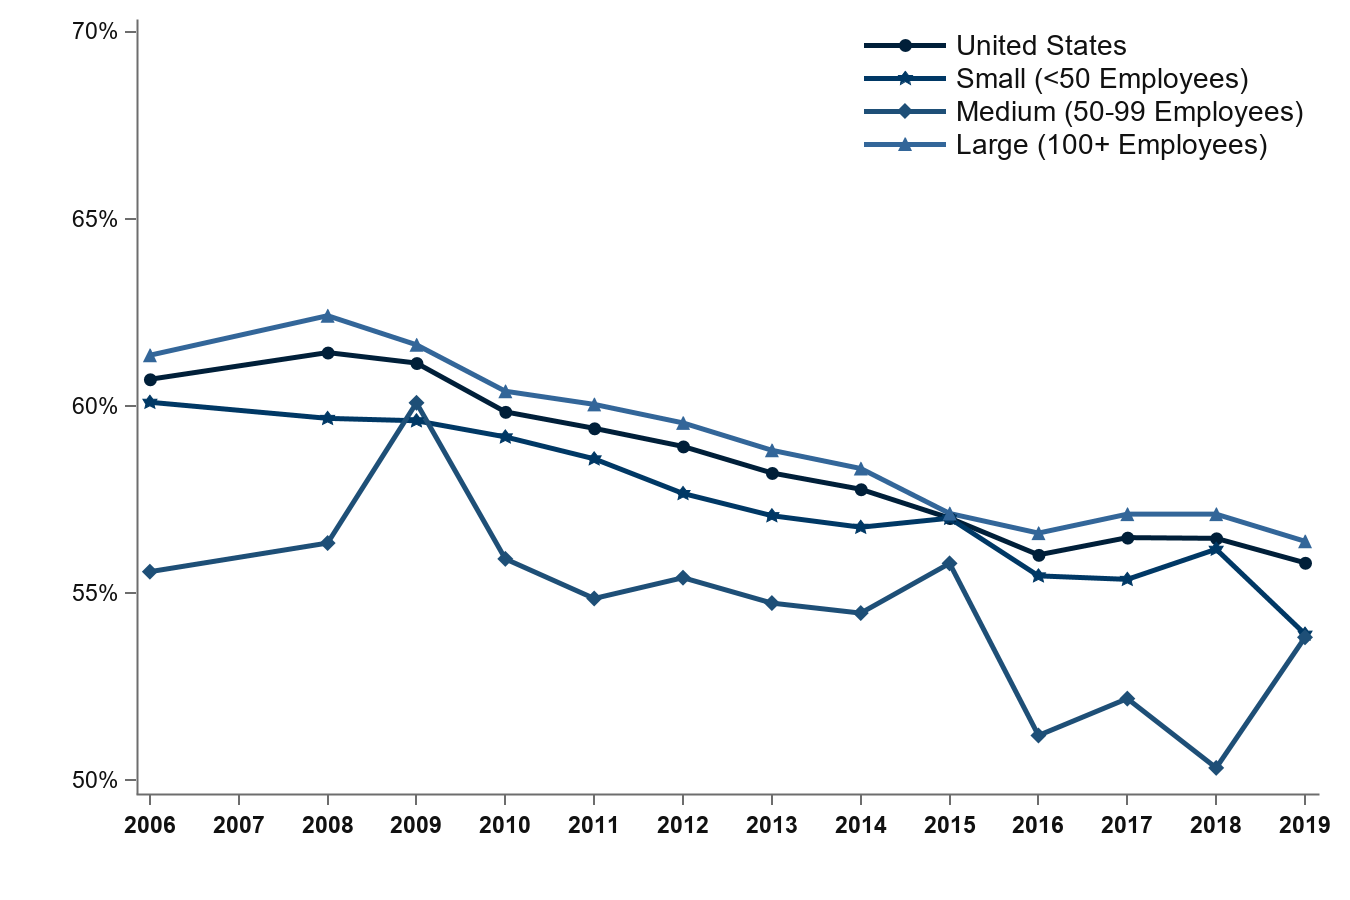 70%
United States
Small (<50 Employees)
Medium (50-99 Employees)
Large (100+ Employees)
65%
60%
55%
50%
2006 2007 2008 2009 2010 2011 2012 2013 2014 2015 2016 2017 2018 2019